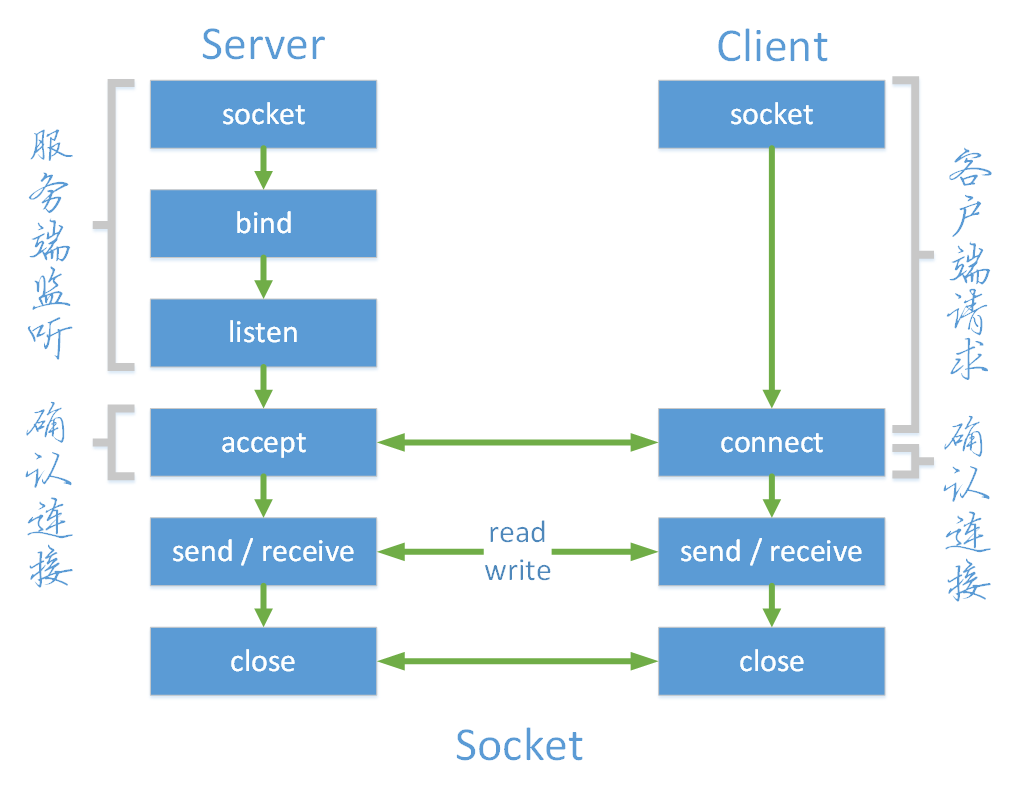 Server
Client
服务端监听
socket
bind
listen
确认连接
accept
send / receive
close
read
write
socket
connect
send / receive
close
客户端请求
确认连接
Socket